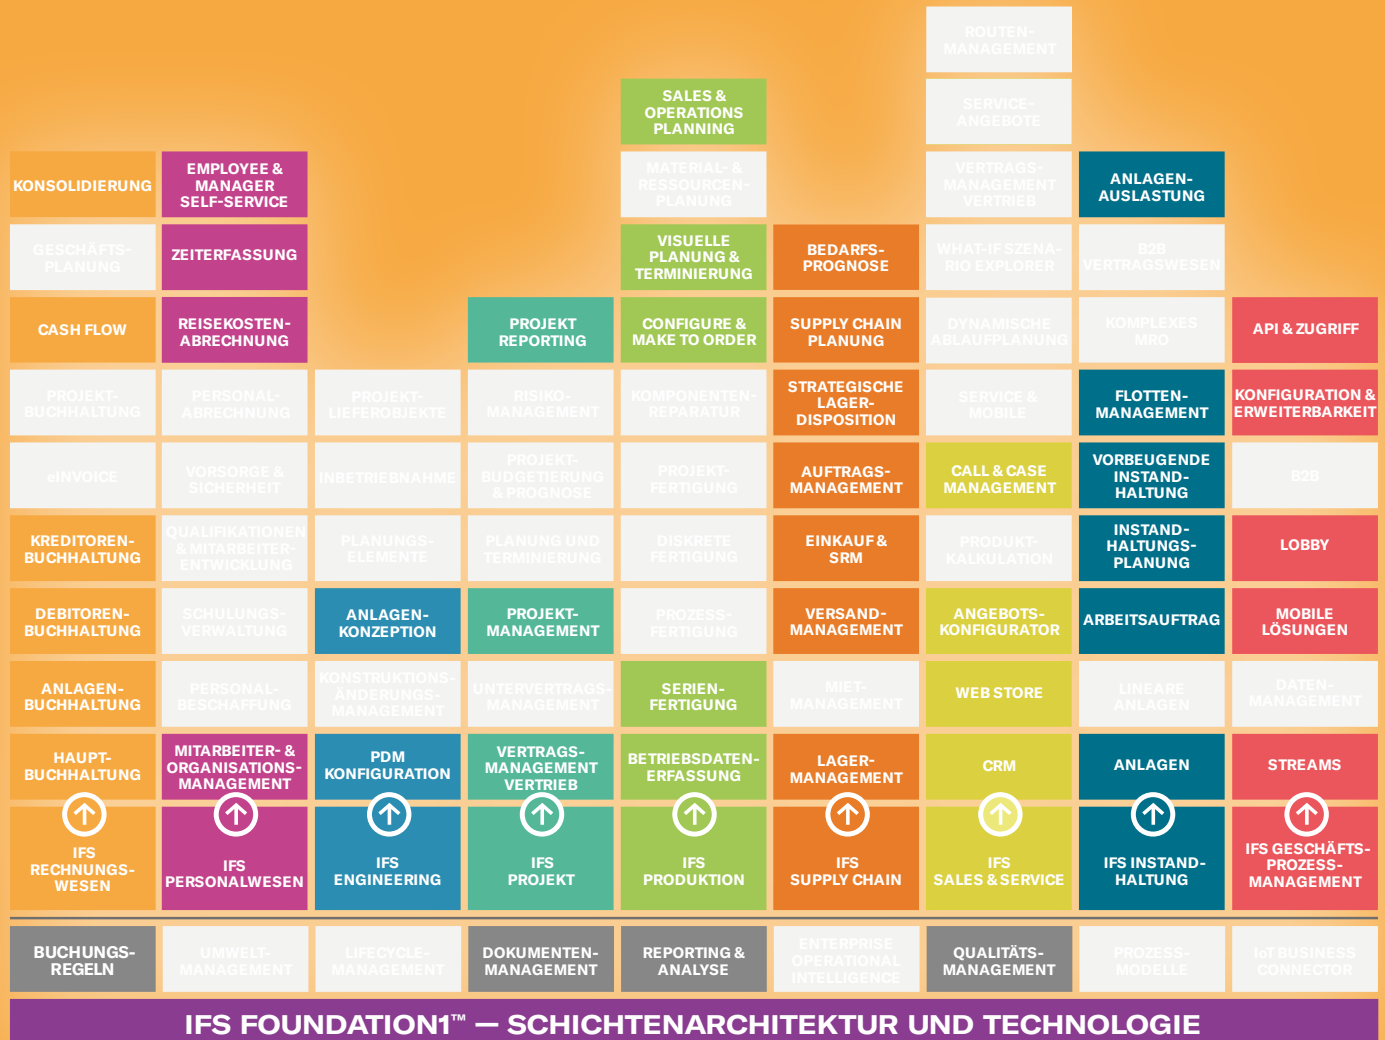 ROUTEN-
MANAGEMENT
SALES &
OPERATIONS
PLANNING
SERVICE-
ANGEBOTE
KONSOLIDIERUNG
EMPLOYEE &
MANAGER
SELF-SERVICE
MATERIAL- &
RESSOURCEN-
PLANUNG
VERTRAGS-
MANAGEMENT
VERTRIEB
ANLAGEN-
AUSLASTUNG
GESCHÄFTS-
PLANUNG
ZEITERFASSUNG
VISUELLE
PLANUNG &
TERMINIERUNG
BEDARFS-
PROGNOSE
WHAT-IF SZENA-
RIO EXPLORER
B2B
VERTRAGSWESEN
CASH FLOW
REISEKOSTEN-
ABRECHNUNG
PROJEKT
REPORTING
CONFIGURE &
MAKE TO ORDER
SUPPLY CHAIN
PLANUNG
DYNAMISCHE
ABLAUFPLANUNG
KOMPLEXES
MRO
API & ZUGRIFF
PROJEKT-
BUCHHALTUNG
PERSONAL-
ABRECHNUNG
PROJEKT-
LIEFEROBJEKTE
RISIKO-
MANAGEMENT
KOMPONENTEN-
REPARATUR
STRATEGISCHE
LAGER-
DISPOSITION
SERVICE &
MOBILE
FLOTTEN-
MANAGEMENT
KONFIGURATION &
ERWEITERBARKEIT
eINVOICE
VORSORGE &
SICHERHEIT
INBETRIEBNAHME
PROJEKT-
BUDGETIERUNG
& PROGNOSE
PROJEKT-
FERTIGUNG
AUFTRAGS-
MANAGEMENT
CALL & CASE
MANAGEMENT
VORBEUGENDE
INSTAND-
HALTUNG
B2B
KREDITOREN-
BUCHHALTUNG
QUALIFIKATIONEN
& MITARBEITER-
ENTWICKLUNG
PLANUNGS-
ELEMENTE
PLANUNG UND
TERMINIERUNG
DISKRETE
FERTIGUNG
EINKAUF &
SRM
PRODUKT-
KALKULATION
INSTAND-
HALTUNGS-
PLANUNG
LOBBY
DEBITOREN-
BUCHHALTUNG
SCHULUNGS-
VERWALTUNG
ANLAGEN-
KONZEPTION
PROJEKT-
MANAGEMENT
PROZESS-
FERTIGUNG
VERSAND-
MANAGEMENT
ANGEBOTS-
KONFIGURATOR
ARBEITSAUFTRAG
MOBILE
LÖSUNGEN
ANLAGEN-
BUCHHALTUNG
PERSONAL-
BESCHAFFUNG
KONSTRUKTIONS-
ÄNDERUNGS-
MANAGEMENT
UNTERVERTRAGS-
MANAGEMENT
SERIEN-
FERTIGUNG
MIET-
MANAGEMENT
WEB STORE
LINEARE
ANLAGEN
DATEN-
MANAGEMENT
HAUPT-
BUCHHALTUNG
MITARBEITER- &
ORGANISATIONS-
MANAGEMENT
PDM
KONFIGURATION
VERTRAGS-
MANAGEMENT
VERTRIEB
BETRIEBSDATEN-
ERFASSUNG
LAGER-
MANAGEMENT
CRM
ANLAGEN
STREAMS
IFS
RECHNUNGS-
WESEN
IFS
PERSONALWESEN
IFS
ENGINEERING
IFS
PROJEKT
IFS
PRODUKTION
IFS
SUPPLY CHAIN
IFS
SALES & SERVICE
IFS INSTAND-
HALTUNG
IFS GESCHÄFTS-
PROZESS-
MANAGEMENT
BUCHUNGS-
REGELN
UMWELT-
MANAGEMENT
LIFECYCLE-
MANAGEMENT
DOKUMENTEN-
MANAGEMENT
REPORTING &
ANALYSE
ENTERPRISE
OPERATIONAL
INTELLIGENCE
QUALITÄTS-
MANAGEMENT
PROZESS-
MODELLE
IoT BUSINESS
CONNECTOR
IFS FOUNDATION1™ — SCHICHTENARCHITEKTUR UND TECHNOLOGIE